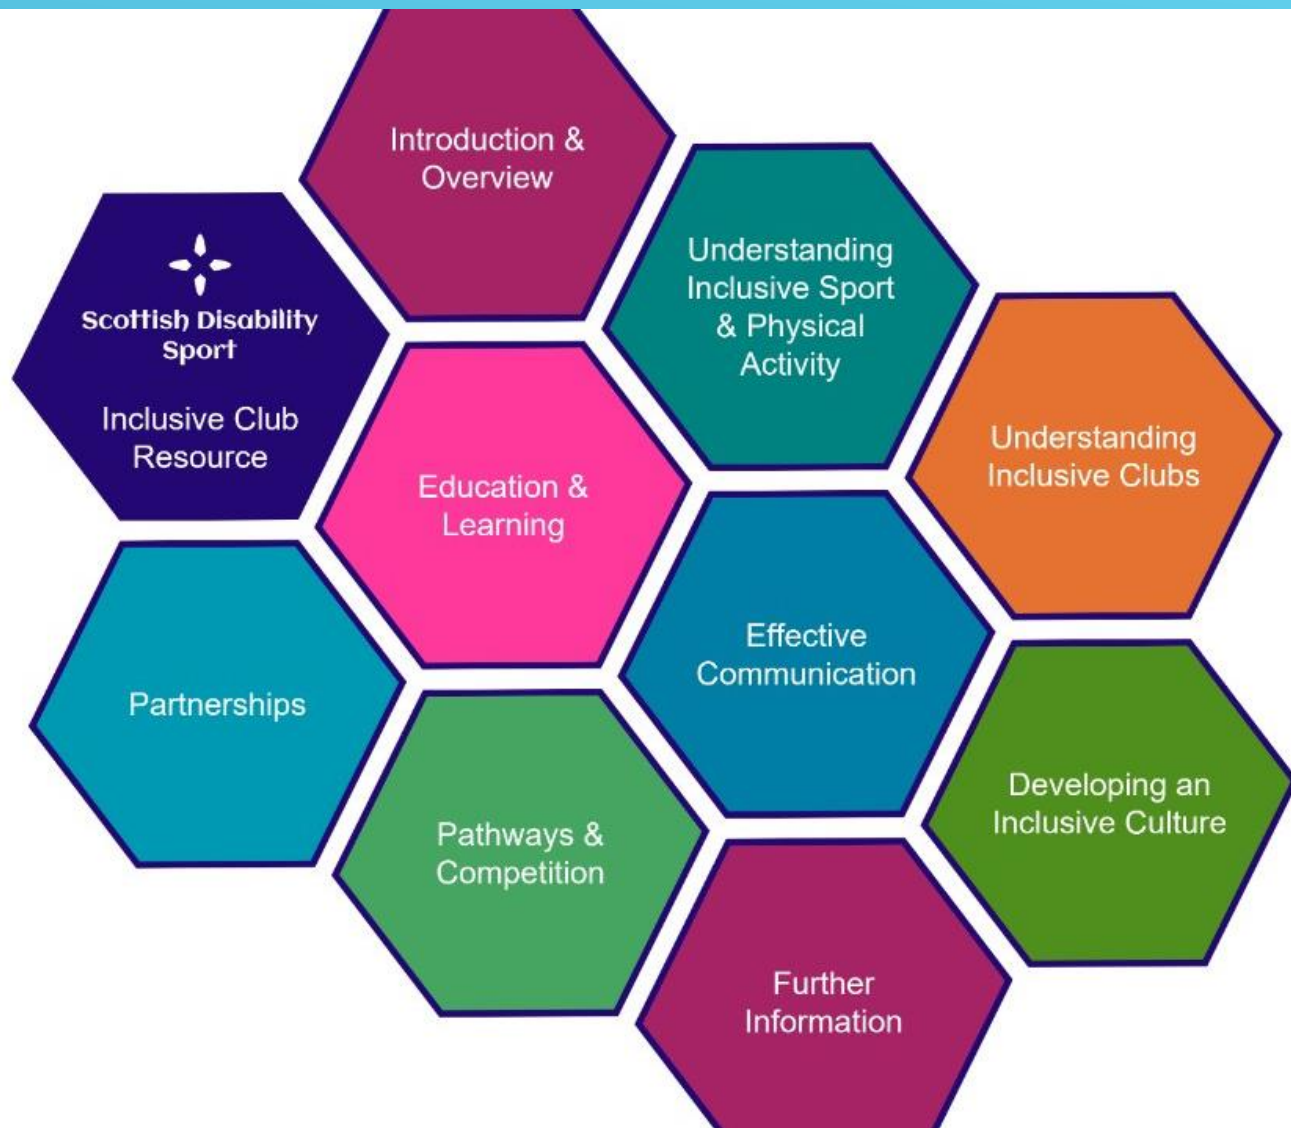 Introduction &
Overview
Scottish Disability
Sport
Inclusive Club
Resource
Understanding
Inclusive Sport
& Physical
Activity
Understanding
Inclusive Clubs
Education &
Learning
Effective
Communication
Partnerships
Developing an
Inclusive Culture
Pathways &
Competition
Further
Information